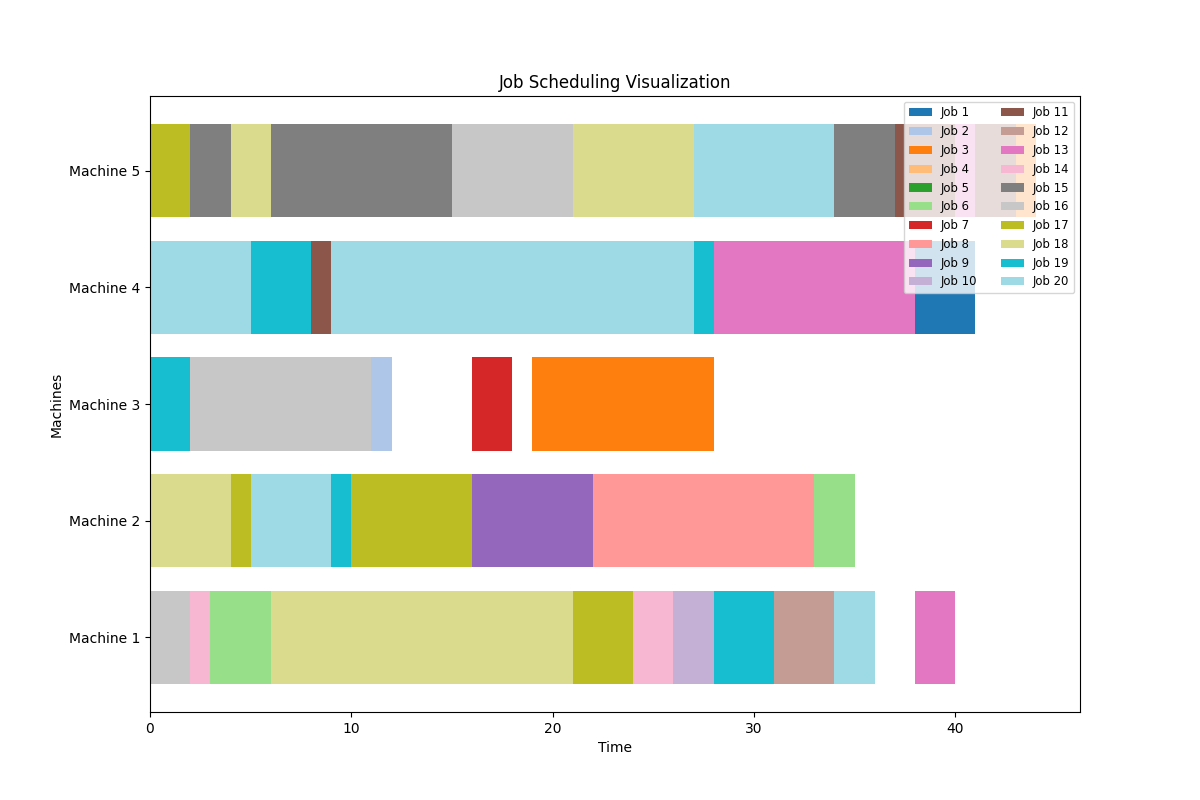 Job Scheduling Visualization
Machines
Machine 5
Machine 4
Machine 3
Machine 2
Machine 1
Job 1
Job 2
Job 3
Job 4
Job 5
Job 6
Job 7
Job 8
Job 9
Job 10
Job 11
Job 12
Job 13
Job 14
Job 15
Job 16
Job 17
Job 18
Job 19
Job 20
0 10 20 30 40
Time